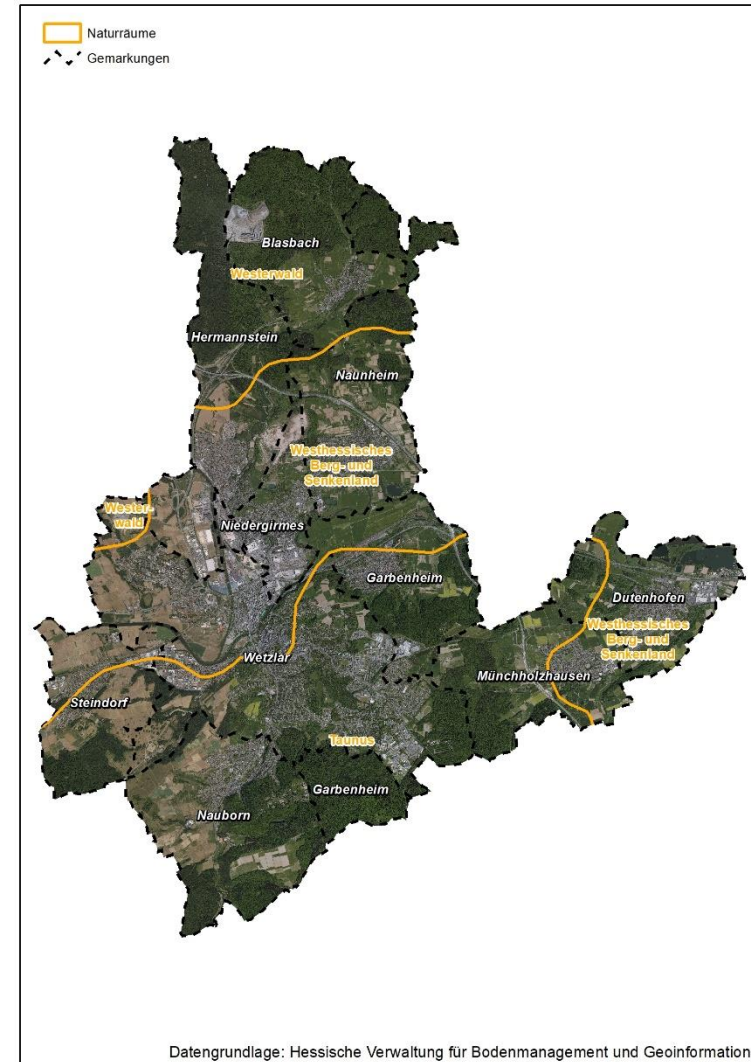 Naturräume
Gemarkungen
Blasbach
Westerwald
Hermannstein
Naunheim
Westhessisches
Berg- und
Senkenland
Wester-
wald
Niedergirmes
Garbenheim
Dutenhofen
Westhessisches
Berg- und
Senkenland
Wetzlar
Münchholzhausen
Steindorf
Taunus
Garbenheim
Nauborn
Datengrundlage: Hessische Verwaltung für Bodenmanagement und Geoinformation